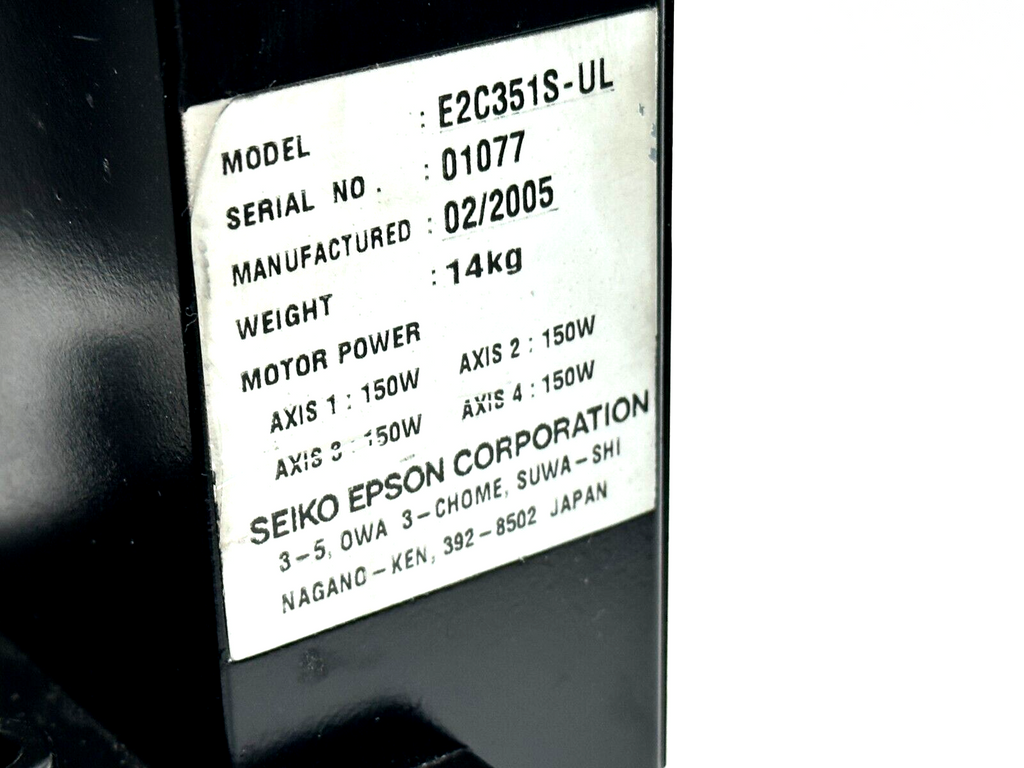 MODEL : E2C351S-UL
SERIAL NO. : 01077
MANUFACTURED : 02/2005
WEIGHT : 14kg
MOTOR POWER
AXIS 1 : 150W AXIS 2 : 150W
AXIS 3 : 150W AXIS 4 : 150W
SEIKO EPSON CORPORATION
3-5, OWA 3-CHOME, SUWA-SHI
NAGANO-KEN, 392-8502 JAPAN